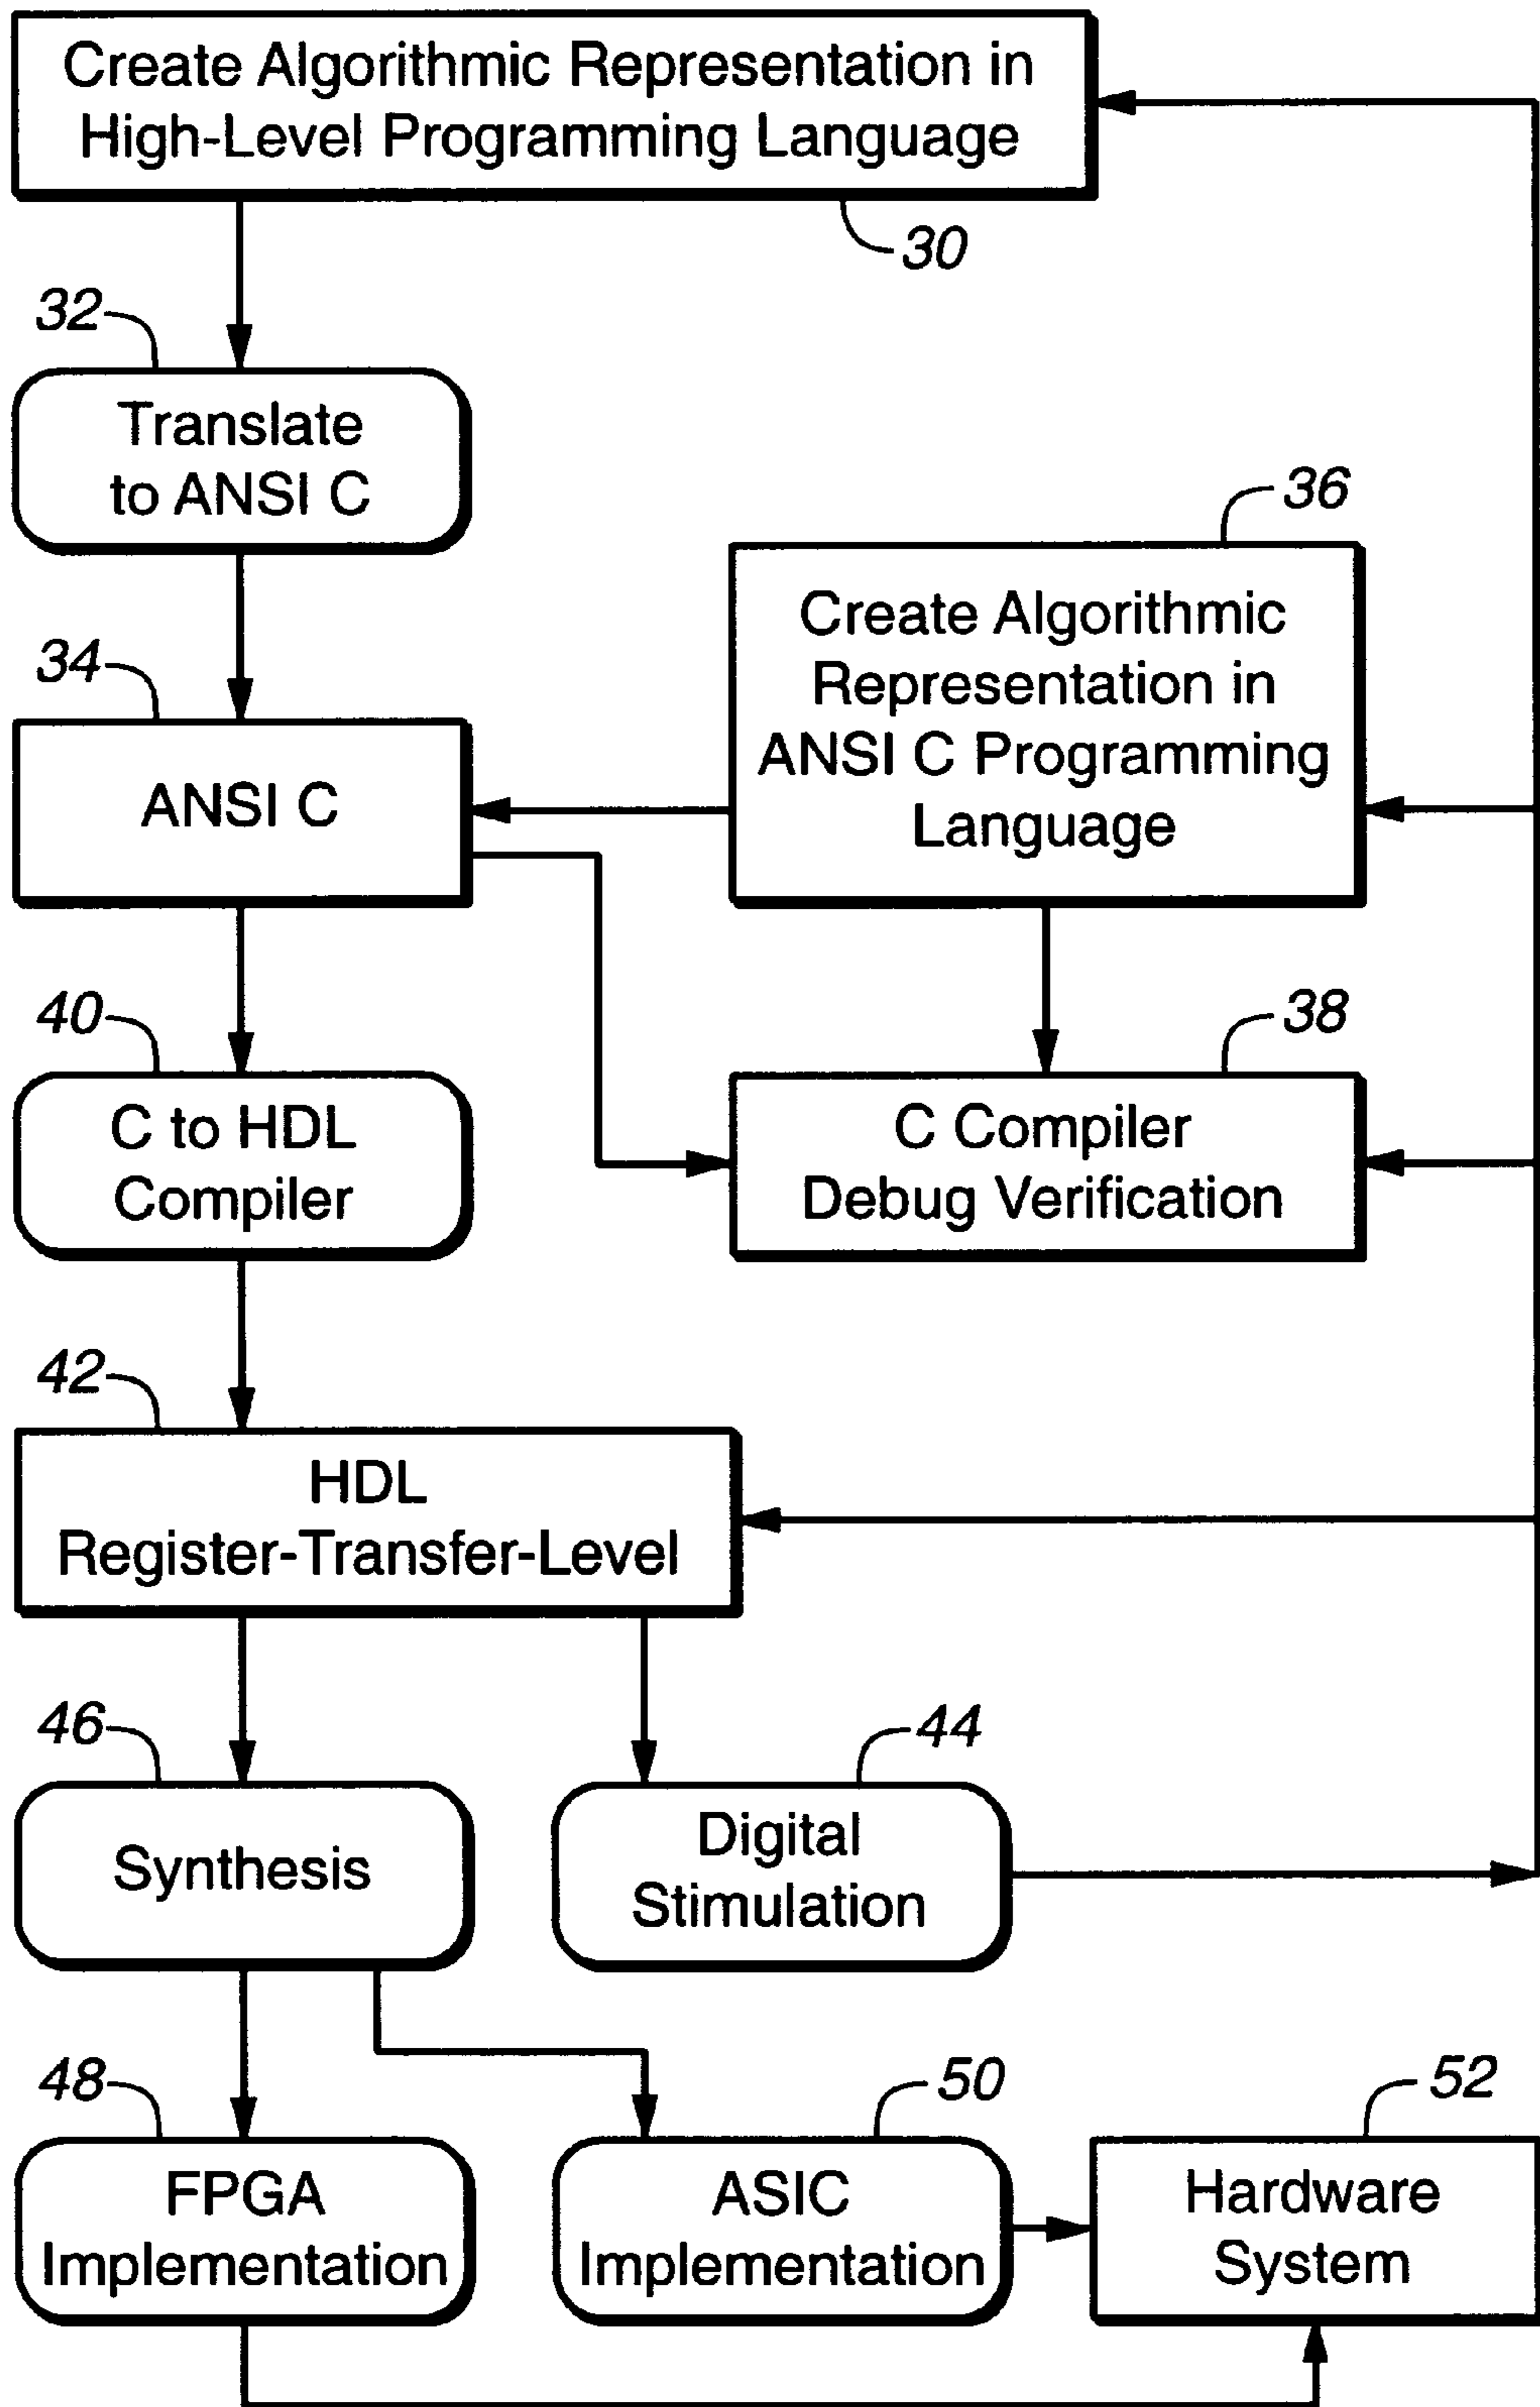 Create Algorithmic Representation in
High-Level Programming Language
30
32
Translate
to ANSI C
36
Create Algorithmic
Representation in
ANSI C Programming
Language
34
ANSI C
40
C to HDL
Compiler
38
C Compiler
Debug Verification
42
HDL
Register-Transfer-Level
46
Synthesis
44
Digital
Stimulation
48
FPGA
Implementation
50
ASIC
Implementation
52
Hardware
System